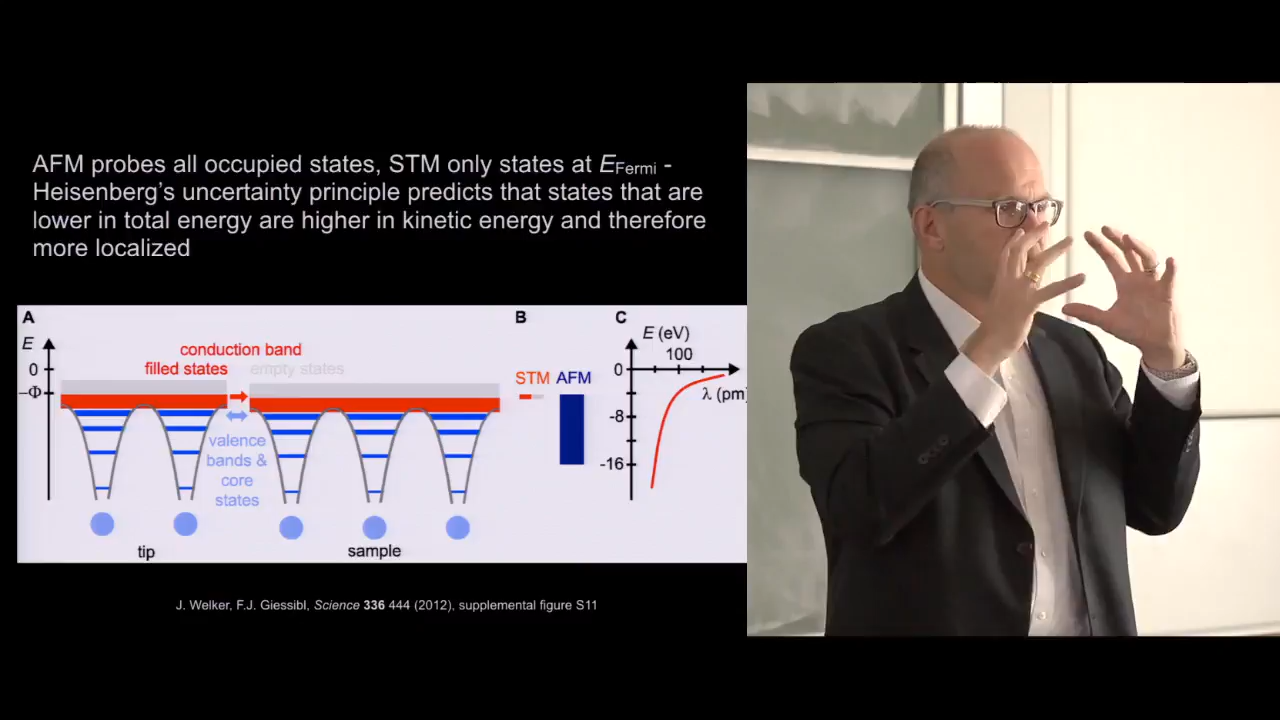 AFM probes all occupied states, STM only states at EFermi -
Heisenberg's uncertainty principle predicts that states that are
lower in total energy are higher in kinetic energy and therefore
more localized
A
E
0
–Φ
conduction band
filled states
empty states
valence
bands &
core
states
tip
sample
B
STM
AFM
C
E (eV)
100
0
λ (pm)
-8
-16
J. Welker, F.J. Giessibl, Science 336 444 (2012), supplemental figure S11